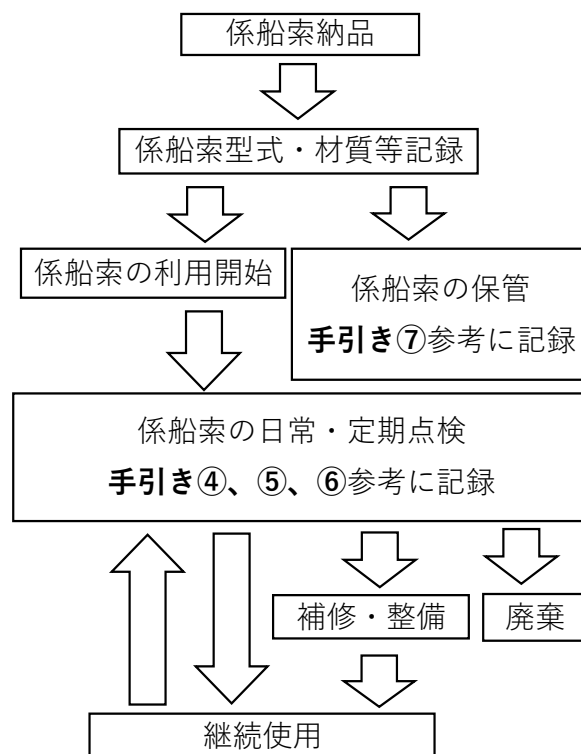 係船索納品
係船索型式・材質等記録
係船索の利用開始
係船索の保管
手引き⑦参考に記録
係船索の日常・定期点検
手引き④、⑤、⑥参考に記録
補修・整備
廃棄
継続使用